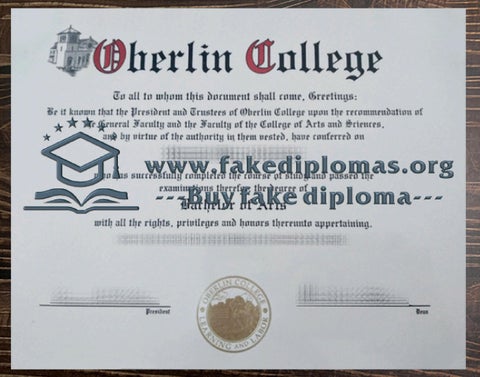 Oberlin College
To all to whom this document shall come, Greetings:
Be it known that the President and Trustees of Oberlin College upon the recommendation of
the General Faculty and the Faculty of the College of Arts and Sciences,
and by virtue of the authority in them vested, have conferred on
www.fakediplomas.org
who has successfully completed the course of study and passed the
examinations therefor, the degree of
---Buy fake diploma---
Bachelor of Arts
with all the rights, privileges and honors thereunto appertaining.
OBERLIN COLLEGE
LEARNING AND LABOR
President
Dean